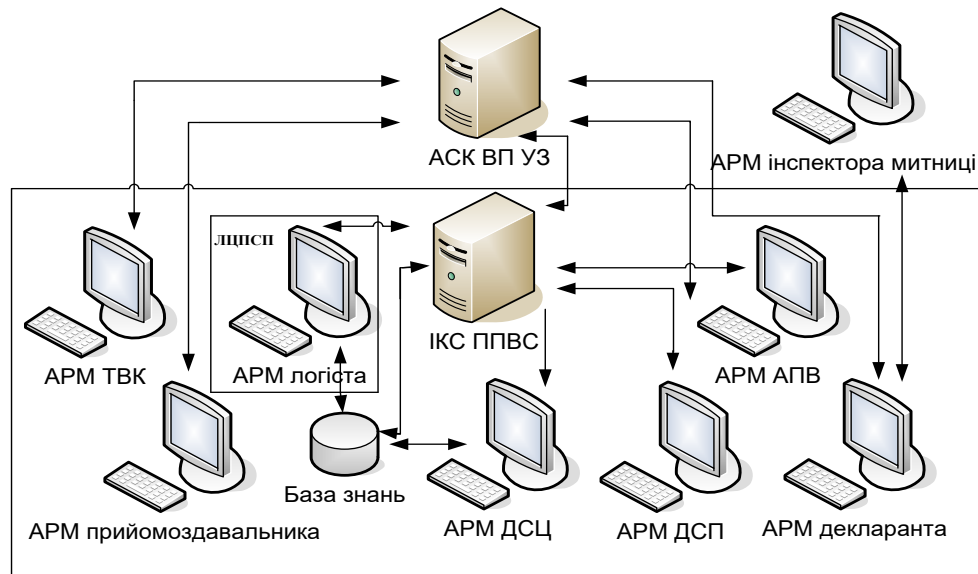 АСК ВП УЗ
АРМ інспектора митниці
ЛЦПСП
ІКС ППВС
АРМ ТВК
АРМ логіста
АРМ АПВ
База знань
АРМ прийомоздавальника
АРМ ДСЦ
АРМ ДСП
АРМ декларанта